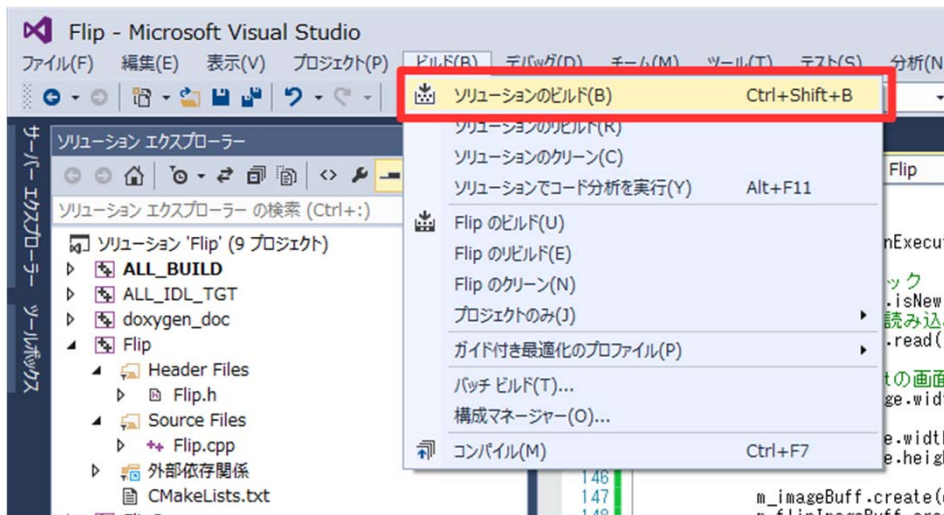 Flip - Microsoft Visual Studio
ファイル(F) 編集(E) 表示(V) プロジェクト(P) ビルド(B) デバッグ(D) チーム(M) ツール(T) テスト(S) 分析(N
ソリューションのビルド(B) Ctrl+Shift+B
ソリューションのリビルド(R)
ソリューションのクリーン(C)
ソリューションでコード分析を実行(Y) Alt+F11
Flip のビルド(U)
Flip のリビルド(E)
Flip のクリーン(N)
プロジェクトのみ(J)
ガイド付き最適化のプロファイル(P)
バッチ ビルド(T)...
構成マネージャー(O)...
コンパイル(M) Ctrl+F7
サーバー エクスプローラー
ツールボックス
ソリューション エクスプローラー
ソリューション エクスプローラー の検索 (Ctrl+:)
ソリューション 'Flip' (9 プロジェクト)
ALL_BUILD
ALL_IDL_TGT
doxygen_doc
Flip
Header Files
Flip.h
Source Files
Flip.cpp
外部依存関係
CMakeLists.txt
Flip
nExecu
ック
.isNew
読み込
.read(
の画面
ge.wid
e.widt
e.heig
146
147 m_imageBuff.create(
148